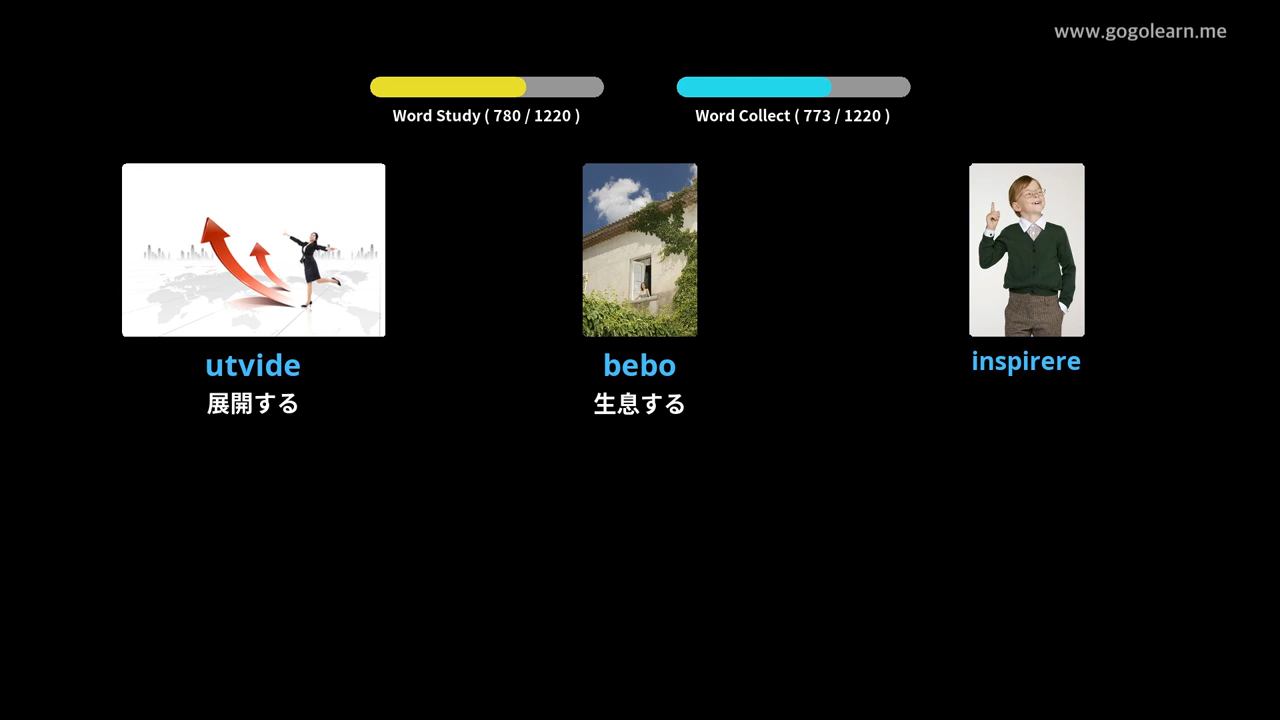 www.gogolearn.me
Word Study ( 780 / 1220 )
Word Collect ( 773 / 1220 )
utvide
展開する
bebo
生息する
inspirere